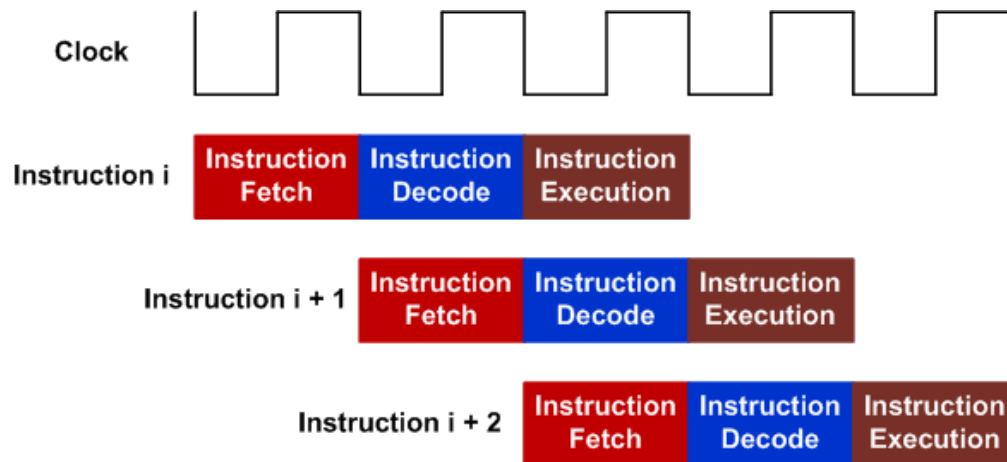 Clock
Instruction i
Instruction
Fetch
Instruction
Decode
Instruction
Execution
Instruction i + 1
Instruction
Fetch
Instruction
Decode
Instruction
Execution
Instruction i + 2
Instruction
Fetch
Instruction
Decode
Instruction
Execution